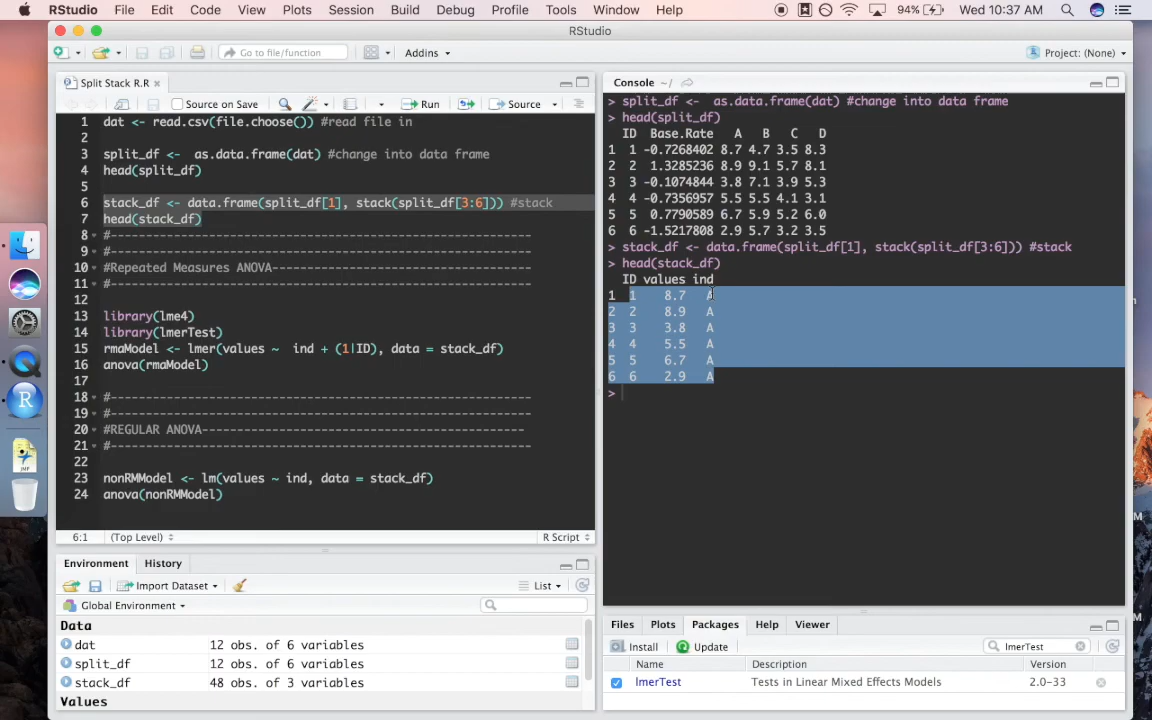 RStudio File Edit Code View Plots Session Build Debug Profile Tools Window Help 94% Wed 10:37 AM
RStudio
Go to file/function Addins Project: (None)
Split Stack R.R
Source on Save Run Source
1 dat <- read.csv(file.choose()) #read file in
2
3 split_df <- as.data.frame(dat) #change into data frame
4 head(split_df)
5
6 stack_df <- data.frame(split_df[1], stack(split_df[3:6])) #stack
7 head(stack_df)
8 #---------------------------------------------------------
9 #---------------------------------------------------------
10 #Repeated Measures ANOVA-----------------------------------
11 #---------------------------------------------------------
12
13 library(lme4)
14 library(lmerTest)
15 rmaModel <- lmer(values ~ ind + (1|ID), data = stack_df)
16 anova(rmaModel)
17
18 #---------------------------------------------------------
19 #---------------------------------------------------------
20 #REGULAR ANOVA--------------------------------------------
21 #---------------------------------------------------------
22
23 nonRMModel <- lm(values ~ ind, data = stack_df)
24 anova(nonRMModel)
6:1 (Top Level) R Script
Console ~/
> split_df <- as.data.frame(dat) #change into data frame
> head(split_df)
ID Base.Rate A B C D
1 1 -0.7268402 8.7 4.7 3.5 8.3
2 2 1.3285236 8.9 9.1 5.7 8.1
3 3 -0.1074844 3.8 7.1 3.9 5.3
4 4 -0.7356957 5.5 5.5 4.1 3.1
5 5 0.7790589 6.7 5.9 5.2 6.0
6 6 -1.5217808 2.9 5.7 3.2 3.5
> stack_df <- data.frame(split_df[1], stack(split_df[3:6])) #stack
> head(stack_df)
ID values ind
1 1 8.7 A
2 2 8.9 A
3 3 3.8 A
4 4 5.5 A
5 5 6.7 A
6 6 2.9 A
>
Environment History
Import Dataset List
Global Environment
Data
dat 12 obs. of 6 variables
split_df 12 obs. of 6 variables
stack_df 48 obs. of 3 variables
Values
Files Plots Packages Help Viewer
Install Update lmerTest
Name Description Version
lmerTest Tests in Linear Mixed Effects Models 2.0-33